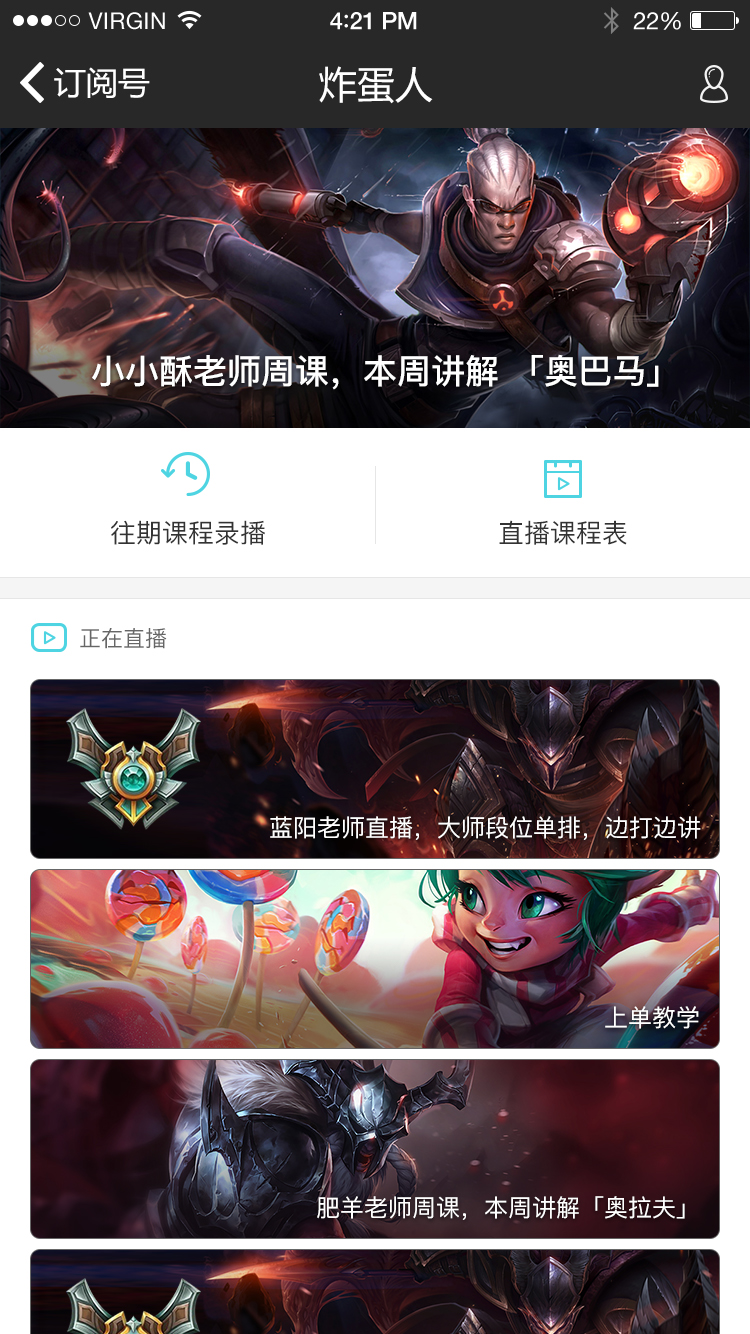 VIRGIN 4:21 PM 22%
订阅号 炸蛋人
小小酥老师周课，本周讲解 「奥巴马」
往期课程录播 直播课程表
正在直播
蓝阳老师直播；大师段位单排，边打边讲
上单教学
肥羊老师周课，本周讲解「奥拉夫」